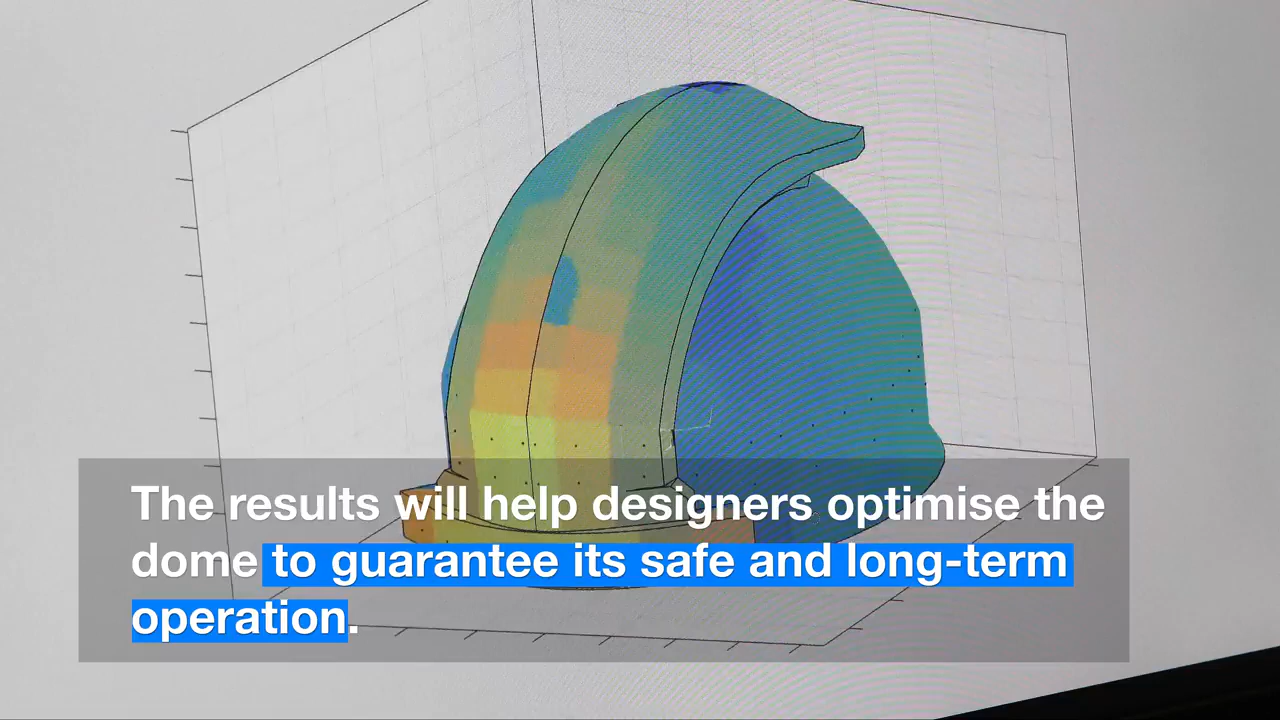 The results will help designers optimise the
dome to guarantee its safe and long-term
operation.